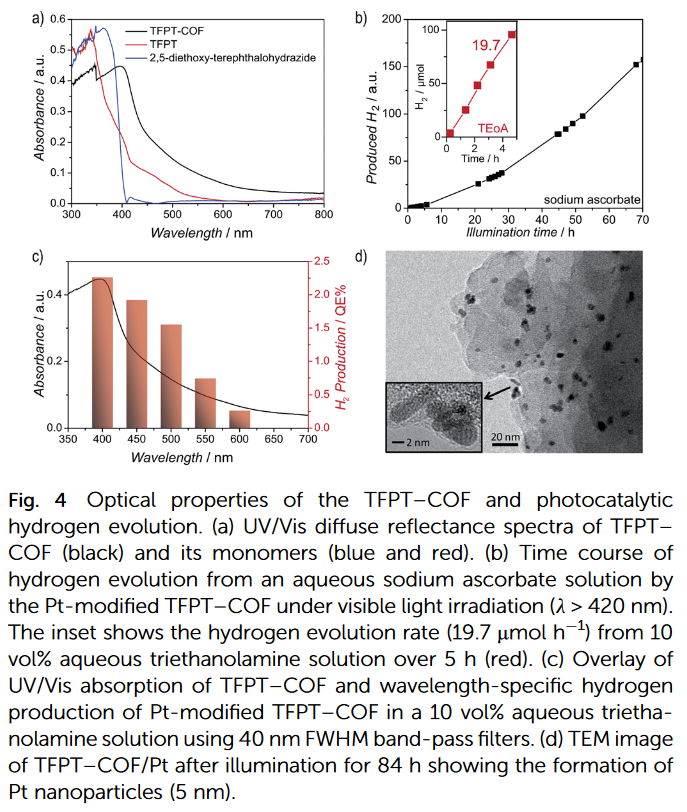 a)
TFPT-COF
TFPT
2,5-diethoxy-terephthalohydrazide
Absorbance / a.u.
0.6
0.5
0.4
0.3
0.2
0.1
0.0
300 400 500 600 700 800
Wavelength / nm
b)
Produced H2 / a.u.
200
150
100
50
0
0 10 20 30 40 50 60 70
Illumination time / h
sodium ascorbate
H2 / μmol
100
80
60
40
20
0
0 2 4
Time / h
19.7
TEoA
c)
Absorbance / a.u.
0.4
0.2
0.0
350 400 450 500 550 600 650 700
Wavelength / nm
2.5
2.0
1.5
1.0
0.5
0.0
H2 Production / QE%
d)
2 nm
20 nm
Fig. 4 Optical properties of the TFPT–COF and photocatalytic
hydrogen evolution. (a) UV/Vis diffuse reflectance spectra of TFPT–
COF (black) and its monomers (blue and red). (b) Time course of
hydrogen evolution from an aqueous sodium ascorbate solution by
the Pt-modified TFPT–COF under visible light irradiation (λ > 420 nm).
The inset shows the hydrogen evolution rate (19.7 μmol h−1) from 10
vol% aqueous triethanolamine solution over 5 h (red). (c) Overlay of
UV/Vis absorption of TFPT–COF and wavelength-specific hydrogen
production of Pt-modified TFPT–COF in a 10 vol% aqueous trietha-
nolamine solution using 40 nm FWHM band-pass filters. (d) TEM image
of TFPT–COF/Pt after illumination for 84 h showing the formation of
Pt nanoparticles (5 nm).